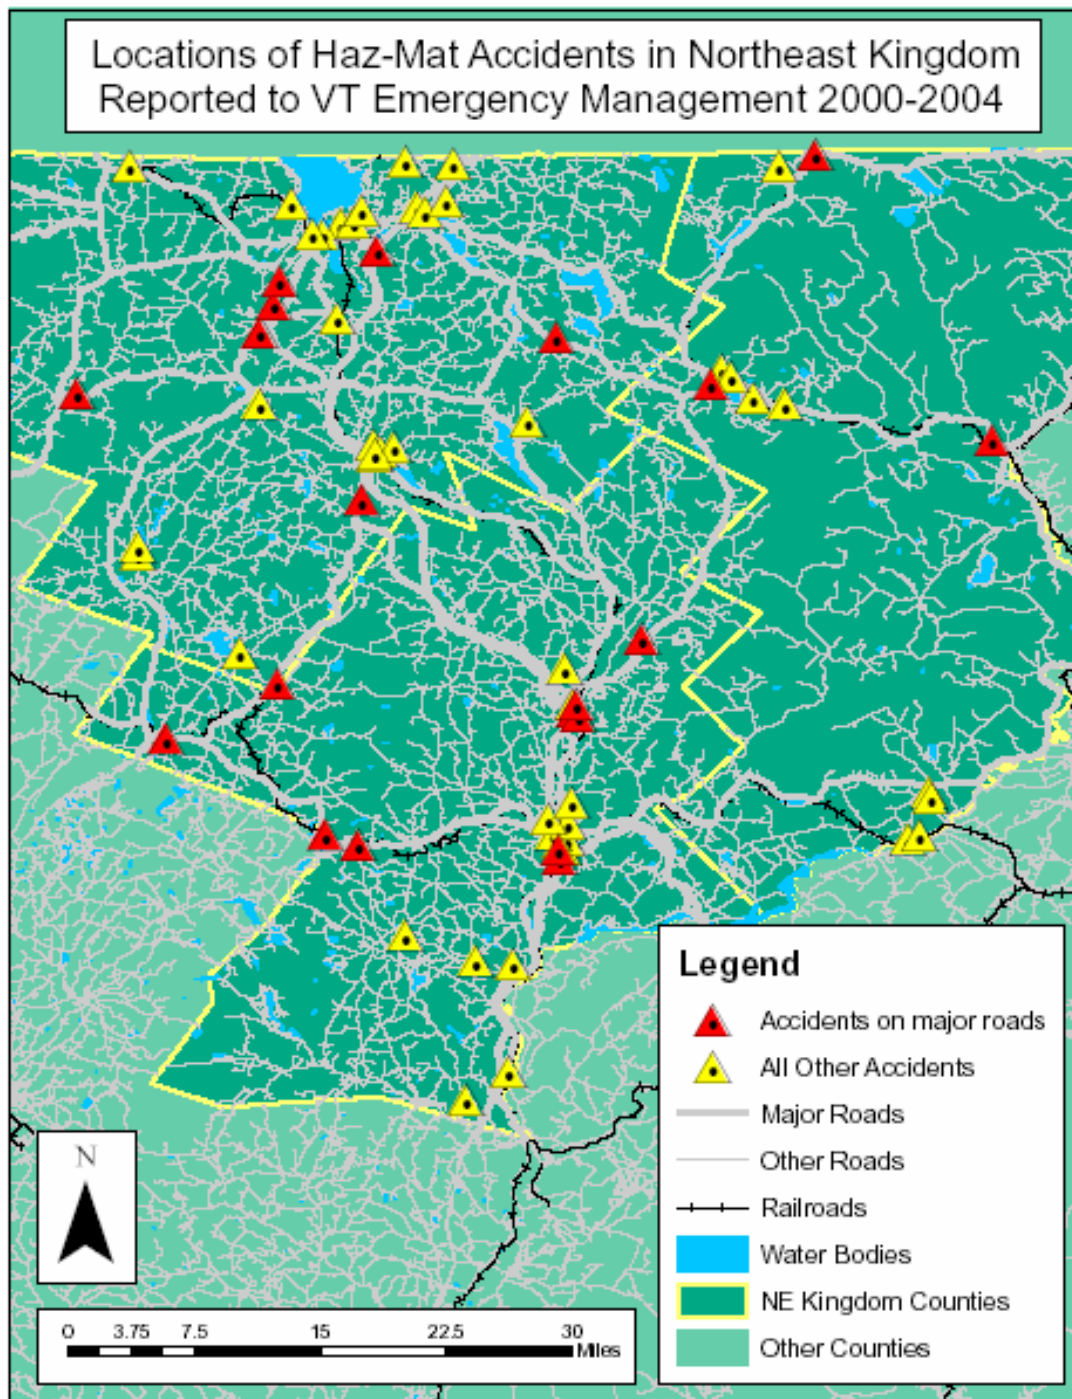 Locations of Haz-Mat Accidents in Northeast Kingdom
Reported to VT Emergency Management 2000-2004
Legend
Accidents on major roads
All Other Accidents
Major Roads
Other Roads
Railroads
Water Bodies
NE Kingdom Counties
Other Counties
N
0 3.75 7.5 15 22.5 30
Miles